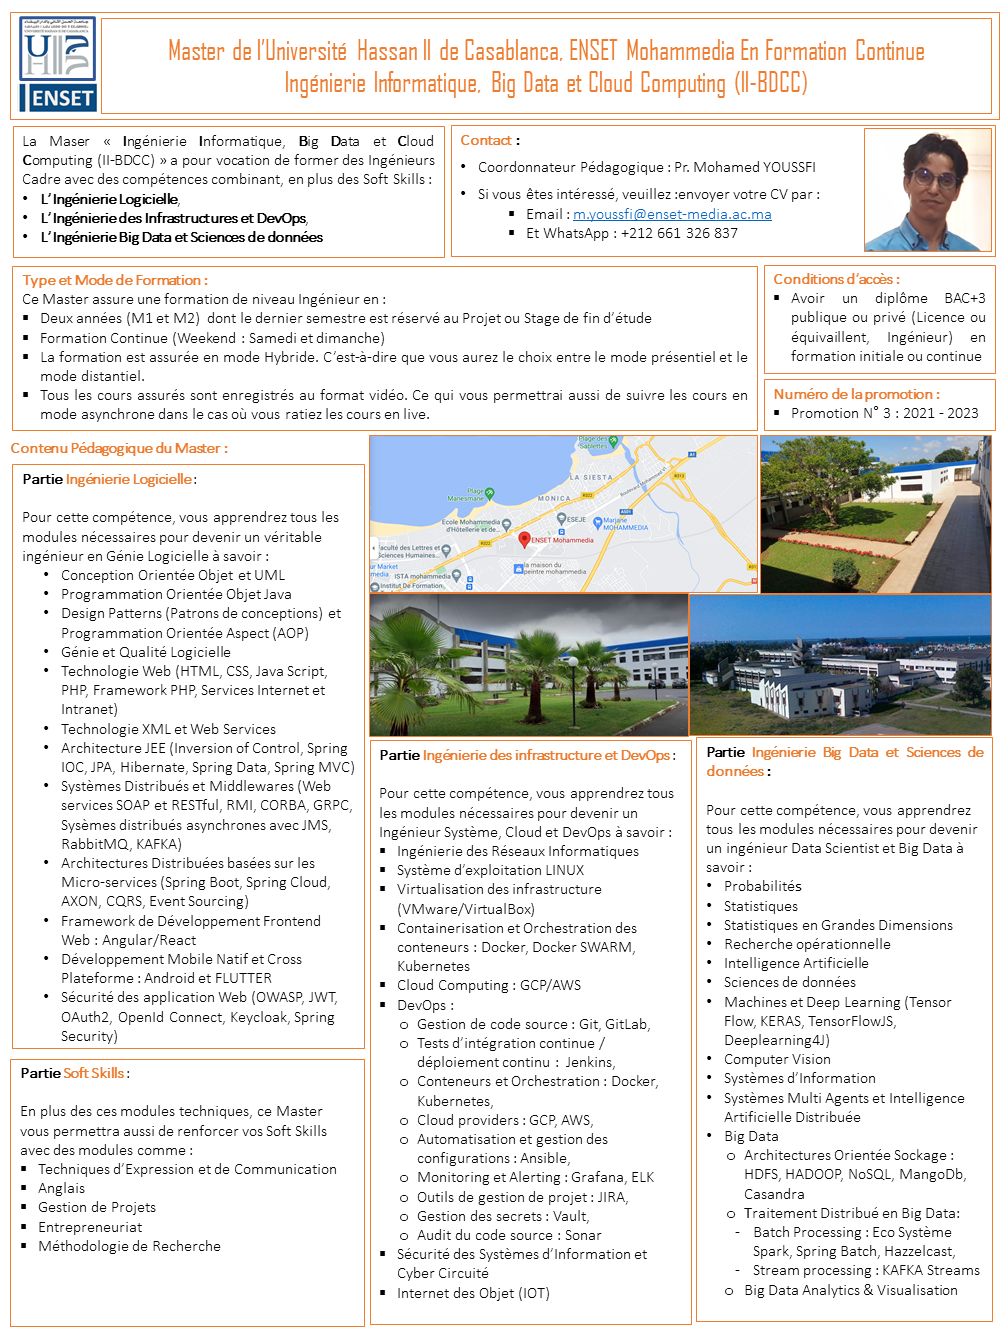 جامعة الحسن الثاني بالدار البيضاء
UNIVERSITÉ HASSAN II DE CASABLANCA
UH2C
ENSET
Master de l'Université Hassan II de Casablanca, ENSET Mohammedia En Formation Continue
Ingénierie Informatique, Big Data et Cloud Computing (II-BDCC)
La Maser « Ingénierie Informatique, Big Data et Cloud
Computing (II-BDCC) » a pour vocation de former des Ingénieurs
Cadre avec des compétences combinant, en plus des Soft Skills :
• L'Ingénierie Logicielle,
• L'Ingénierie des Infrastructures et DevOps,
• L'Ingénierie Big Data et Sciences de données
Contact :
• Coordonnateur Pédagogique : Pr. Mohamed YOUSSFI
• Si vous êtes intéressé, veuillez :envoyer votre CV par :
▪ Email : m.youssfi@enset-media.ac.ma
▪ Et WhatsApp : +212 661 326 837
Type et Mode de Formation :
Ce Master assure une formation de niveau Ingénieur en :
▪ Deux années (M1 et M2) dont le dernier semestre est réservé au Projet ou Stage de fin d'étude
▪ Formation Continue (Weekend : Samedi et dimanche)
▪ La formation est assurée en mode Hybride. C'est-à-dire que vous aurez le choix entre le mode présentiel et le
mode distantiel.
▪ Tous les cours assurés sont enregistrés au format vidéo. Ce qui vous permettrai aussi de suivre les cours en
mode asynchrone dans le cas où vous ratiez les cours en live.
Conditions d'accès :
▪ Avoir un diplôme BAC+3
publique ou privé (Licence ou
équivaillent, Ingénieur) en
formation initiale ou continue
Numéro de la promotion :
▪ Promotion N° 3 : 2021 - 2023
Contenu Pédagogique du Master :
Partie Ingénierie Logicielle :
Pour cette compétence, vous apprendrez tous les
modules nécessaires pour devenir un véritable
ingénieur en Génie Logicielle à savoir :
• Conception Orientée Objet et UML
• Programmation Orientée Objet Java
• Design Patterns (Patrons de conceptions) et
Programmation Orientée Aspect (AOP)
• Génie et Qualité Logicielle
• Technologie Web (HTML, CSS, Java Script,
PHP, Framework PHP, Services Internet et
Intranet)
• Technologie XML et Web Services
• Architecture JEE (Inversion of Control, Spring
IOC, JPA, Hibernate, Spring Data, Spring MVC)
• Systèmes Distribués et Middlewares (Web
services SOAP et RESTful, RMI, CORBA, GRPC,
Sysèmes distribués asynchrones avec JMS,
RabbitMQ, KAFKA)
• Architectures Distribuées basées sur les
Micro-services (Spring Boot, Spring Cloud,
AXON, CQRS, Event Sourcing)
• Framework de Développement Frontend
Web : Angular/React
• Développement Mobile Natif et Cross
Plateforme : Android et FLUTTER
• Sécurité des application Web (OWASP, JWT,
OAuth2, OpenId Connect, Keycloak, Spring
Security)
Plage des
Sablettes
LA SIESTA
Plage
Manesmane
MONICA
R322
R313
A1
Boulevard Mohammed VI
Ecole Mohammedia
d'Hôtellerie et de...
ESEJE
A501
Marjane
MOHAMMEDIA
R322
ENSET Mohammedia
R322
Faculté des Lettres et
Sciences Humaines...
la maison du
peintre mohammedia
ur Market
mmedia
ISTA mohammedia
Institut De Formation
R313
Partie Ingénierie des infrastructure et DevOps :
Pour cette compétence, vous apprendrez tous
les modules nécessaires pour devenir un
Ingénieur Système, Cloud et DevOps à savoir :
▪ Ingénierie des Réseaux Informatiques
▪ Système d'exploitation LINUX
▪ Virtualisation des infrastructure
(VMware/VirtualBox)
▪ Containerisation et Orchestration des
conteneurs : Docker, Docker SWARM,
Kubernetes
▪ Cloud Computing : GCP/AWS
▪ DevOps :
o Gestion de code source : Git, GitLab,
o Tests d'intégration continue /
déploiement continu : Jenkins,
o Conteneurs et Orchestration : Docker,
Kubernetes,
o Cloud providers : GCP, AWS,
o Automatisation et gestion des
configurations : Ansible,
o Monitoring et Alerting : Grafana, ELK
o Outils de gestion de projet : JIRA,
o Gestion des secrets : Vault,
o Audit du code source : Sonar
▪ Sécurité des Systèmes d'Information et
Cyber Circuité
▪ Internet des Objet (IOT)
Partie Ingénierie Big Data et Sciences de
données :
Pour cette compétence, vous apprendrez
tous les modules nécessaires pour devenir
un ingénieur Data Scientist et Big Data à
savoir :
• Probabilités
• Statistiques
• Statistiques en Grandes Dimensions
• Recherche opérationnelle
• Intelligence Artificielle
• Sciences de données
• Machines et Deep Learning (Tensor
Flow, KERAS, TensorFlowJS,
Deeplearning4J)
• Computer Vision
• Systèmes d'Information
• Systèmes Multi Agents et Intelligence
Artificielle Distribuée
• Big Data
o Architectures Orientée Sockage :
HDFS, HADOOP, NoSQL, MangoDb,
Casandra
o Traitement Distribué en Big Data:
- Batch Processing : Eco Système
Spark, Spring Batch, Hazzelcast,
- Stream processing : KAFKA Streams
o Big Data Analytics & Visualisation
Partie Soft Skills :
En plus des ces modules techniques, ce Master
vous permettra aussi de renforcer vos Soft Skills
avec des modules comme :
▪ Techniques d'Expression et de Communication
▪ Anglais
▪ Gestion de Projets
▪ Entrepreneuriat
▪ Méthodologie de Recherche